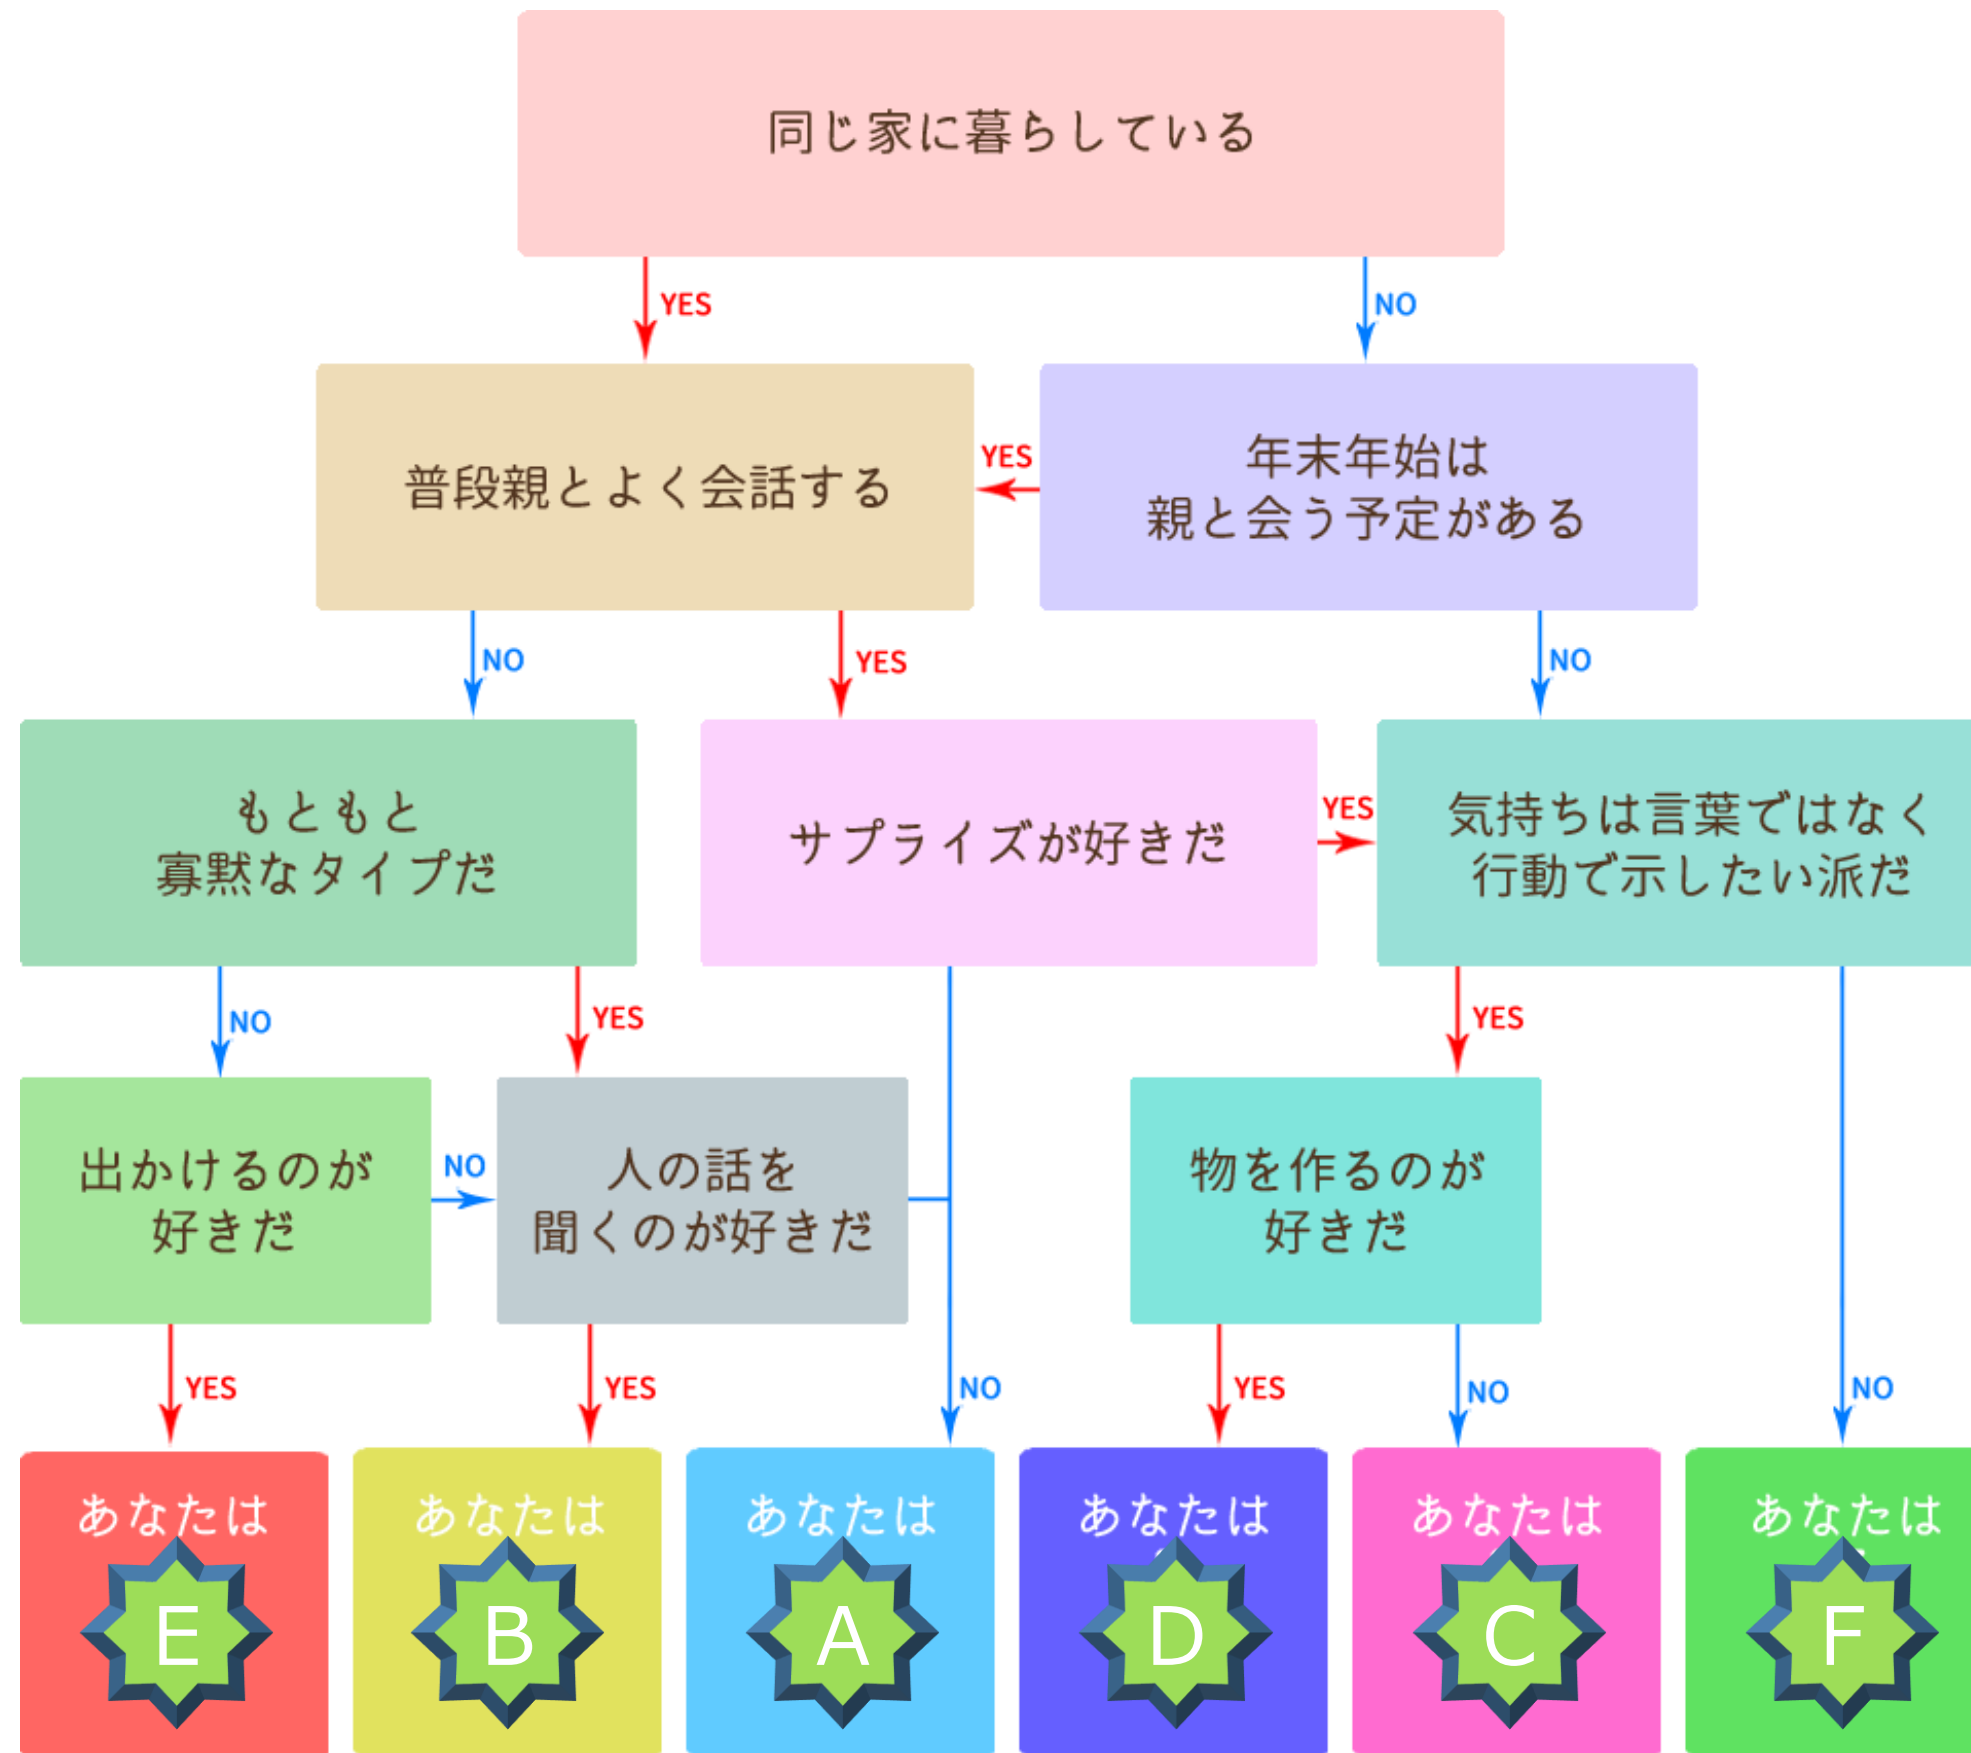 同じ家に暮らしている
YES
NO
普段親とよく会話する
YES
年末年始は
親と会う予定がある
NO
YES
NO
もともと
寡黙なタイプだ
サプライズが好きだ
YES
気持ちは言葉ではなく
行動で示したい派だ
NO
YES
YES
出かけるのが
好きだ
NO
人の話を
聞くのが好きだ
物を作るのが
好きだ
YES
YES
NO
YES
NO
NO
あなたは
E
あなたは
B
あなたは
A
あなたは
D
あなたは
C
あなたは
F